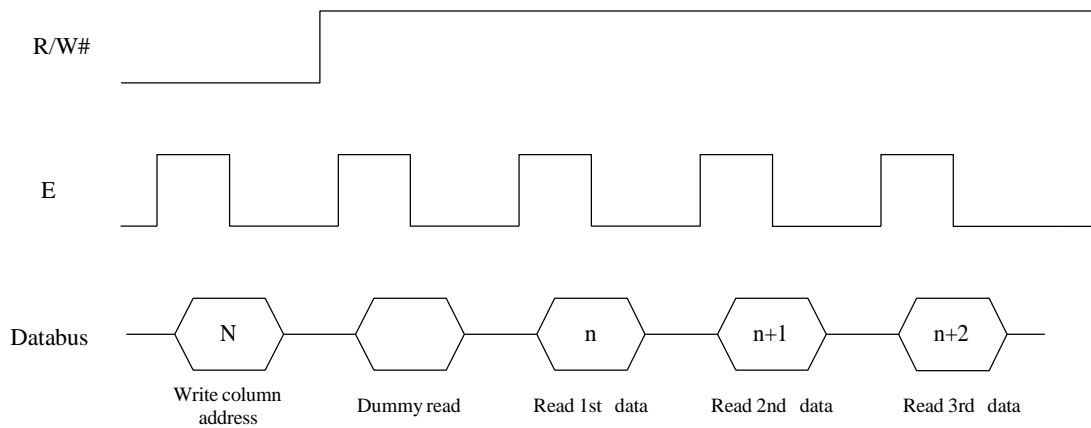 R/W#
E
Databus
N
n
n+1
n+2
Write column
address
Dummy read
Read 1st data
Read 2nd data
Read 3rd data